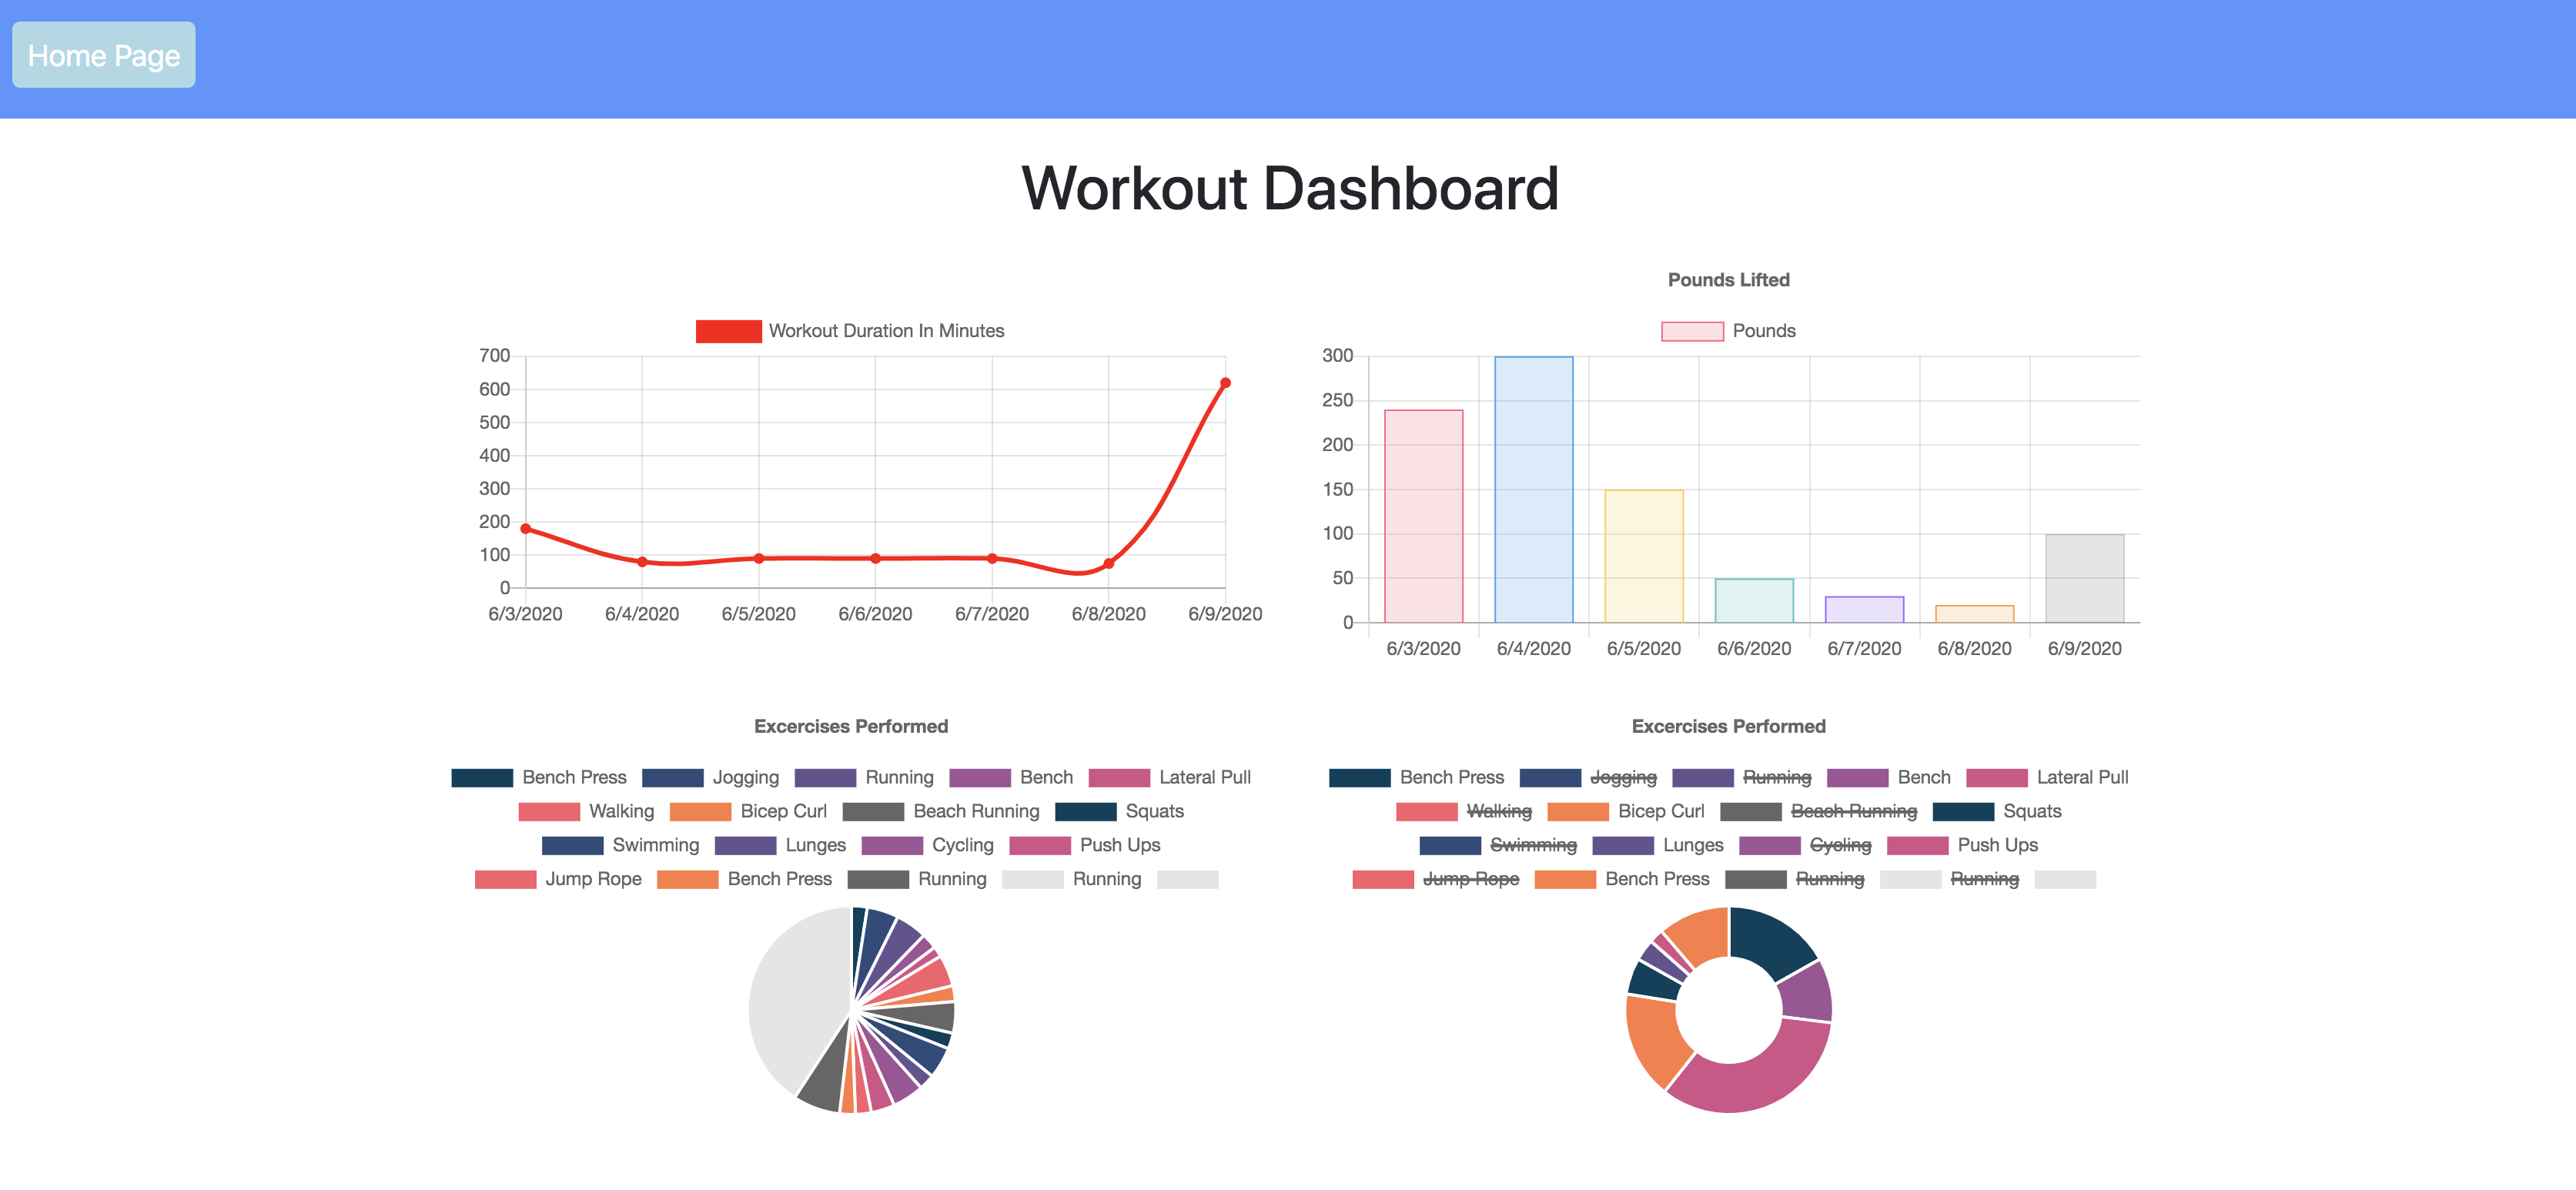 Home Page
Workout Dashboard
Workout Duration In Minutes
700
600
500
400
300
200
100
0
6/3/2020 6/4/2020 6/5/2020 6/6/2020 6/7/2020 6/8/2020 6/9/2020
Pounds Lifted
Pounds
300
250
200
150
100
50
0
6/3/2020 6/4/2020 6/5/2020 6/6/2020 6/7/2020 6/8/2020 6/9/2020
Excercises Performed
Bench Press Jogging Running Bench Lateral Pull
Walking Bicep Curl Beach Running Squats
Swimming Lunges Cycling Push Ups
Jump Rope Bench Press Running Running
Excercises Performed
Bench Press Jogging Running Bench Lateral Pull
Walking Bicep Curl Beach Running Squats
Swimming Lunges Cycling Push Ups
Jump Rope Bench Press Running Running